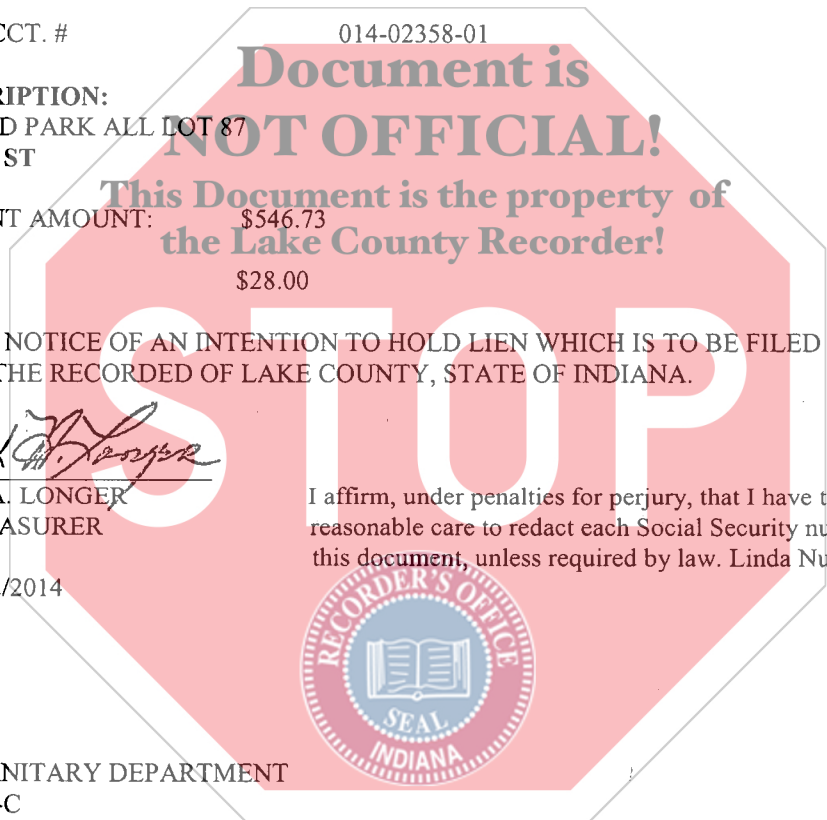 CCT. # 014-02358-01
Document is
RIPTION:
D PARK ALL LOT 87
NOT OFFICIAL!
ST
This Document is the property of
NT AMOUNT: $546.73
the Lake County Recorder!
$28.00
STOP
NOTICE OF AN INTENTION TO HOLD LIEN WHICH IS TO BE FILED
THE RECORDED OF LAKE COUNTY, STATE OF INDIANA.
A. LONGER I affirm, under penalties for perjury, that I have t
ASURER reasonable care to redact each Social Security nu
this document, unless required by law. Linda Nu
/2014
RECORDER'S OFFICE
SEAL
INDIANA
NITARY DEPARTMENT
-C